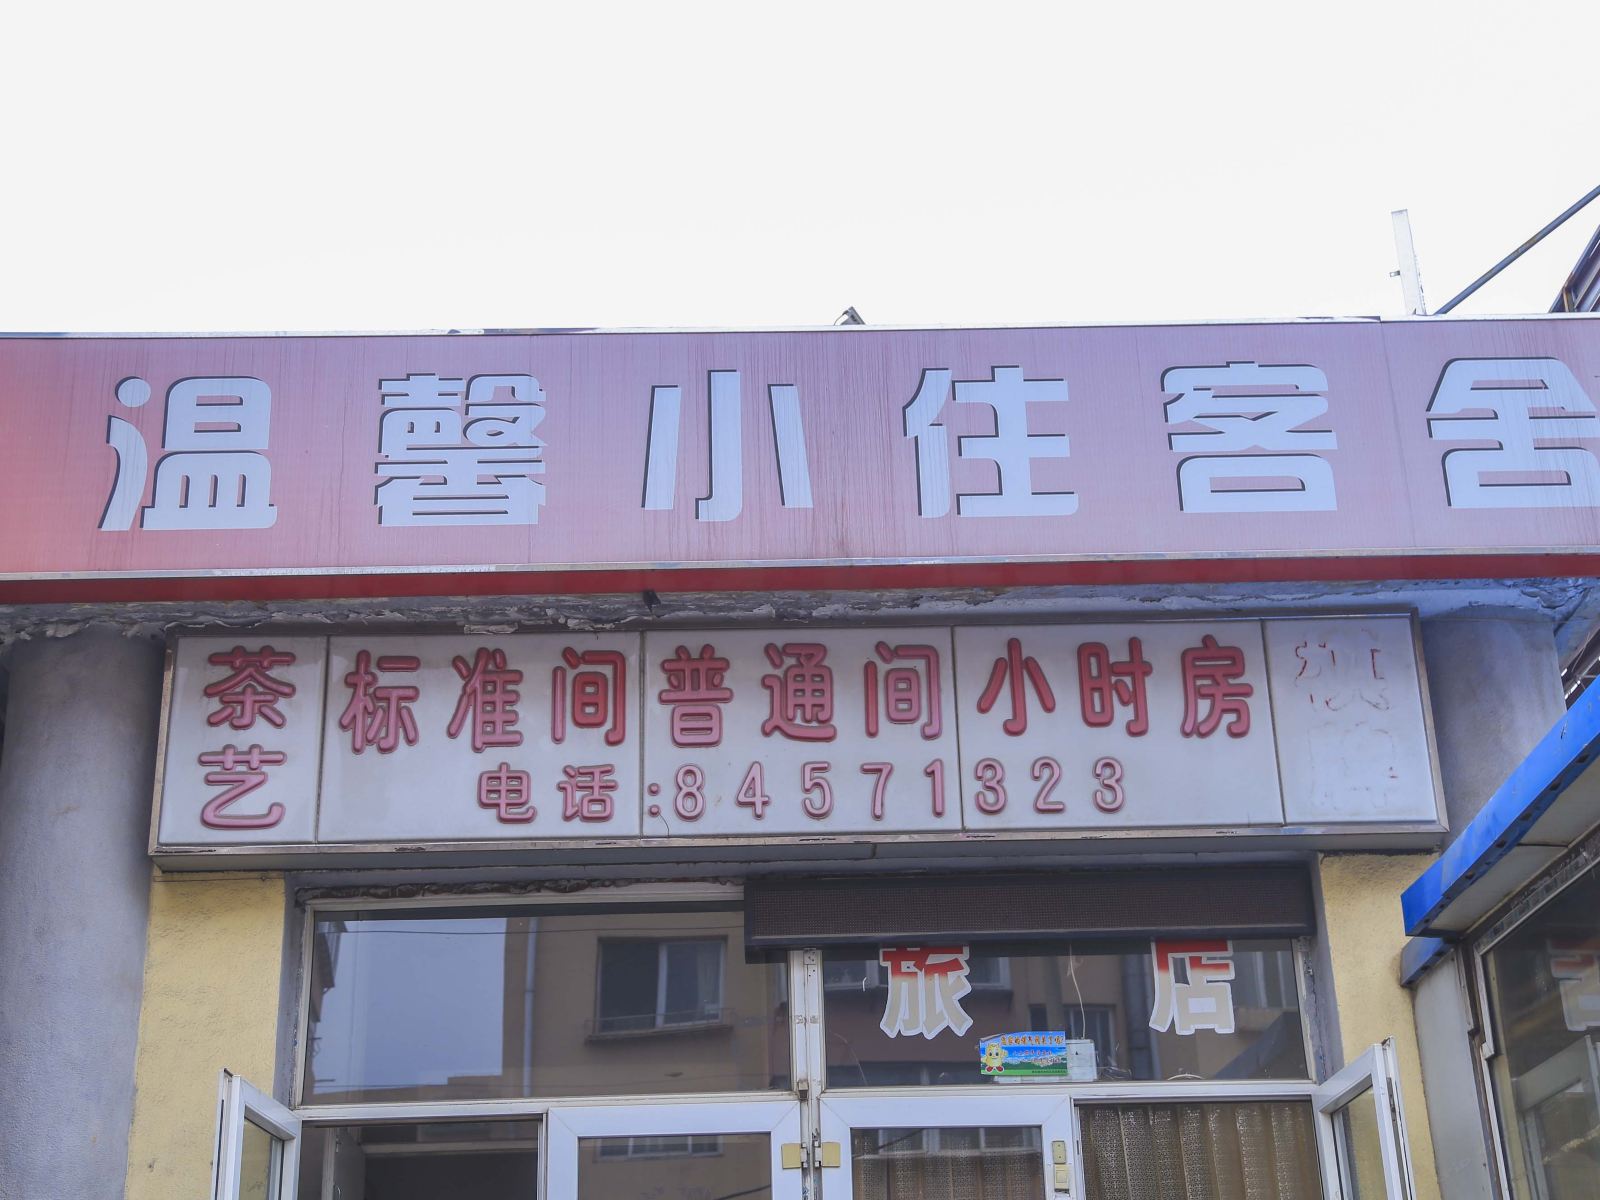 温馨小住客舍
茶艺
标准间 普通间 小时房
电话:84571323
旅店